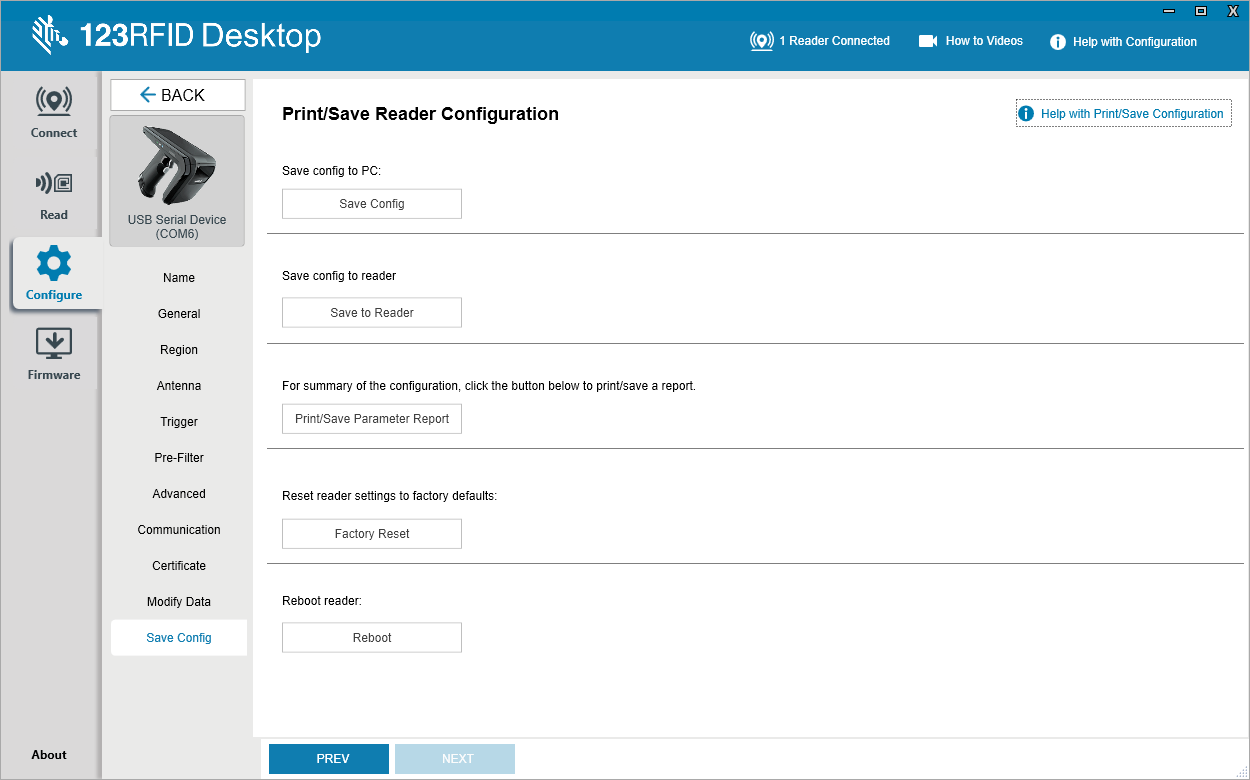 123RFID Desktop
1 Reader Connected
How to Videos
Help with Configuration
Connect
Read
Configure
Firmware
About
BACK
USB Serial Device
(COM6)
Name
General
Region
Antenna
Trigger
Pre-Filter
Advanced
Communication
Certificate
Modify Data
Save Config
Print/Save Reader Configuration
Help with Print/Save Configuration
Save config to PC:
Save Config
Save config to reader
Save to Reader
For summary of the configuration, click the button below to print/save a report.
Print/Save Parameter Report
Reset reader settings to factory defaults:
Factory Reset
Reboot reader:
Reboot
PREV
NEXT